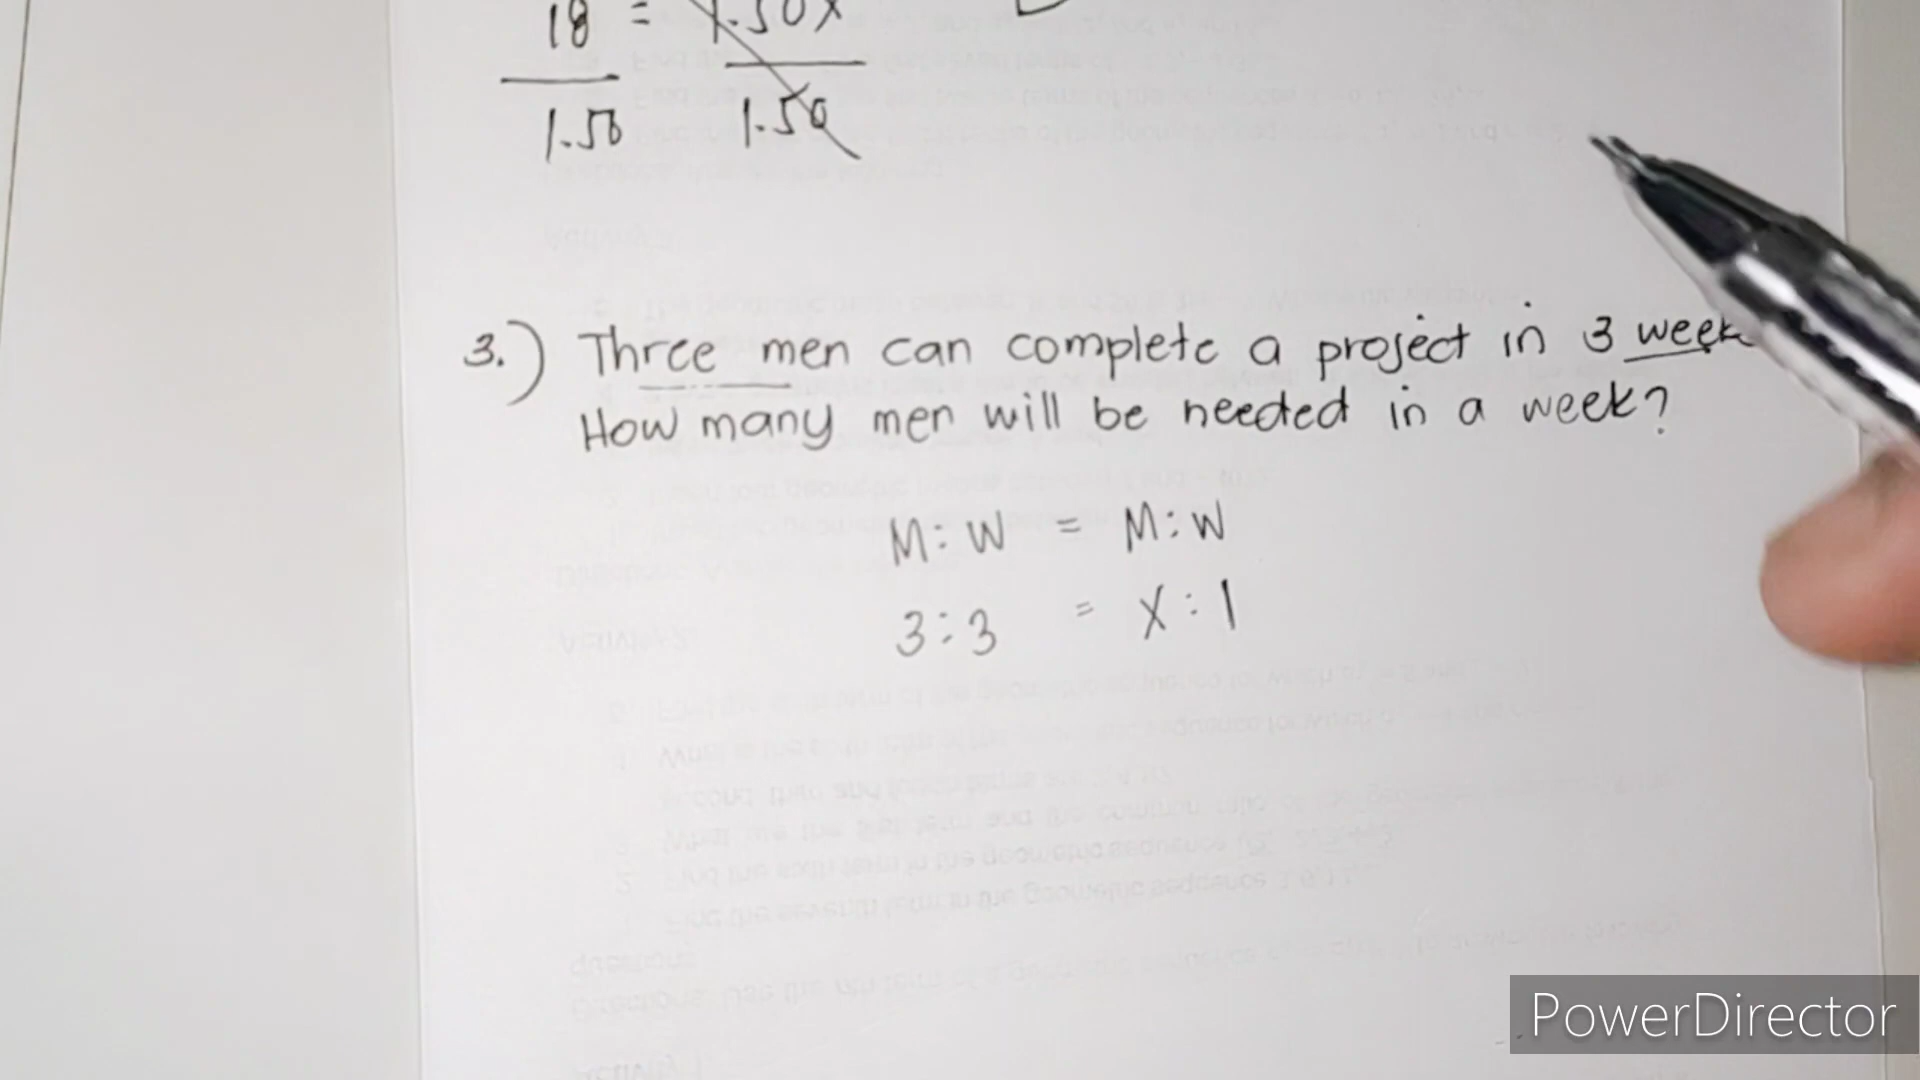 18 = 1.50x
1.50 1.50
3.) Three men can complete a project in 3 week
How many men will be needed in a week?
M:W = M:W
3:3 = X:1
PowerDirector